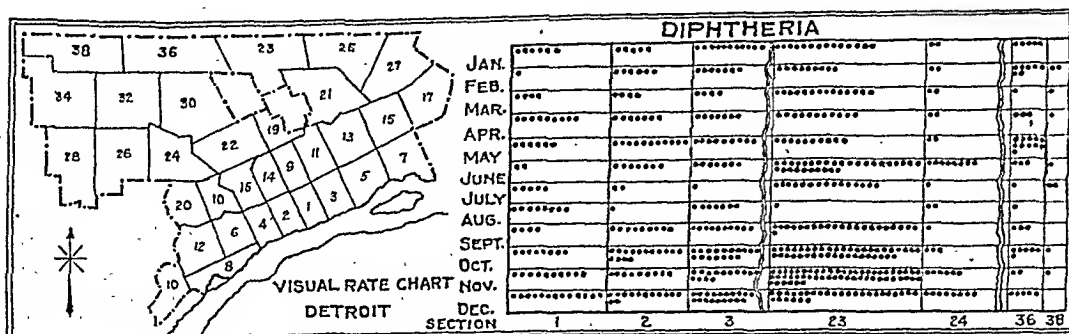 DIPHTHERIA
38 36 23 25 27
34 32 30 21 17
28 26 24 22 19 11 13 15
20 10 16 14 9 7
12 6 4 2 1 3 5
8
10
VISUAL RATE CHART
DETROIT
JAN.
FEB.
MAR.
APR.
MAY
JUNE
JULY
AUG.
SEPT.
OCT.
NOV.
DEC.
SECTION 1 2 3 23 24 36 38